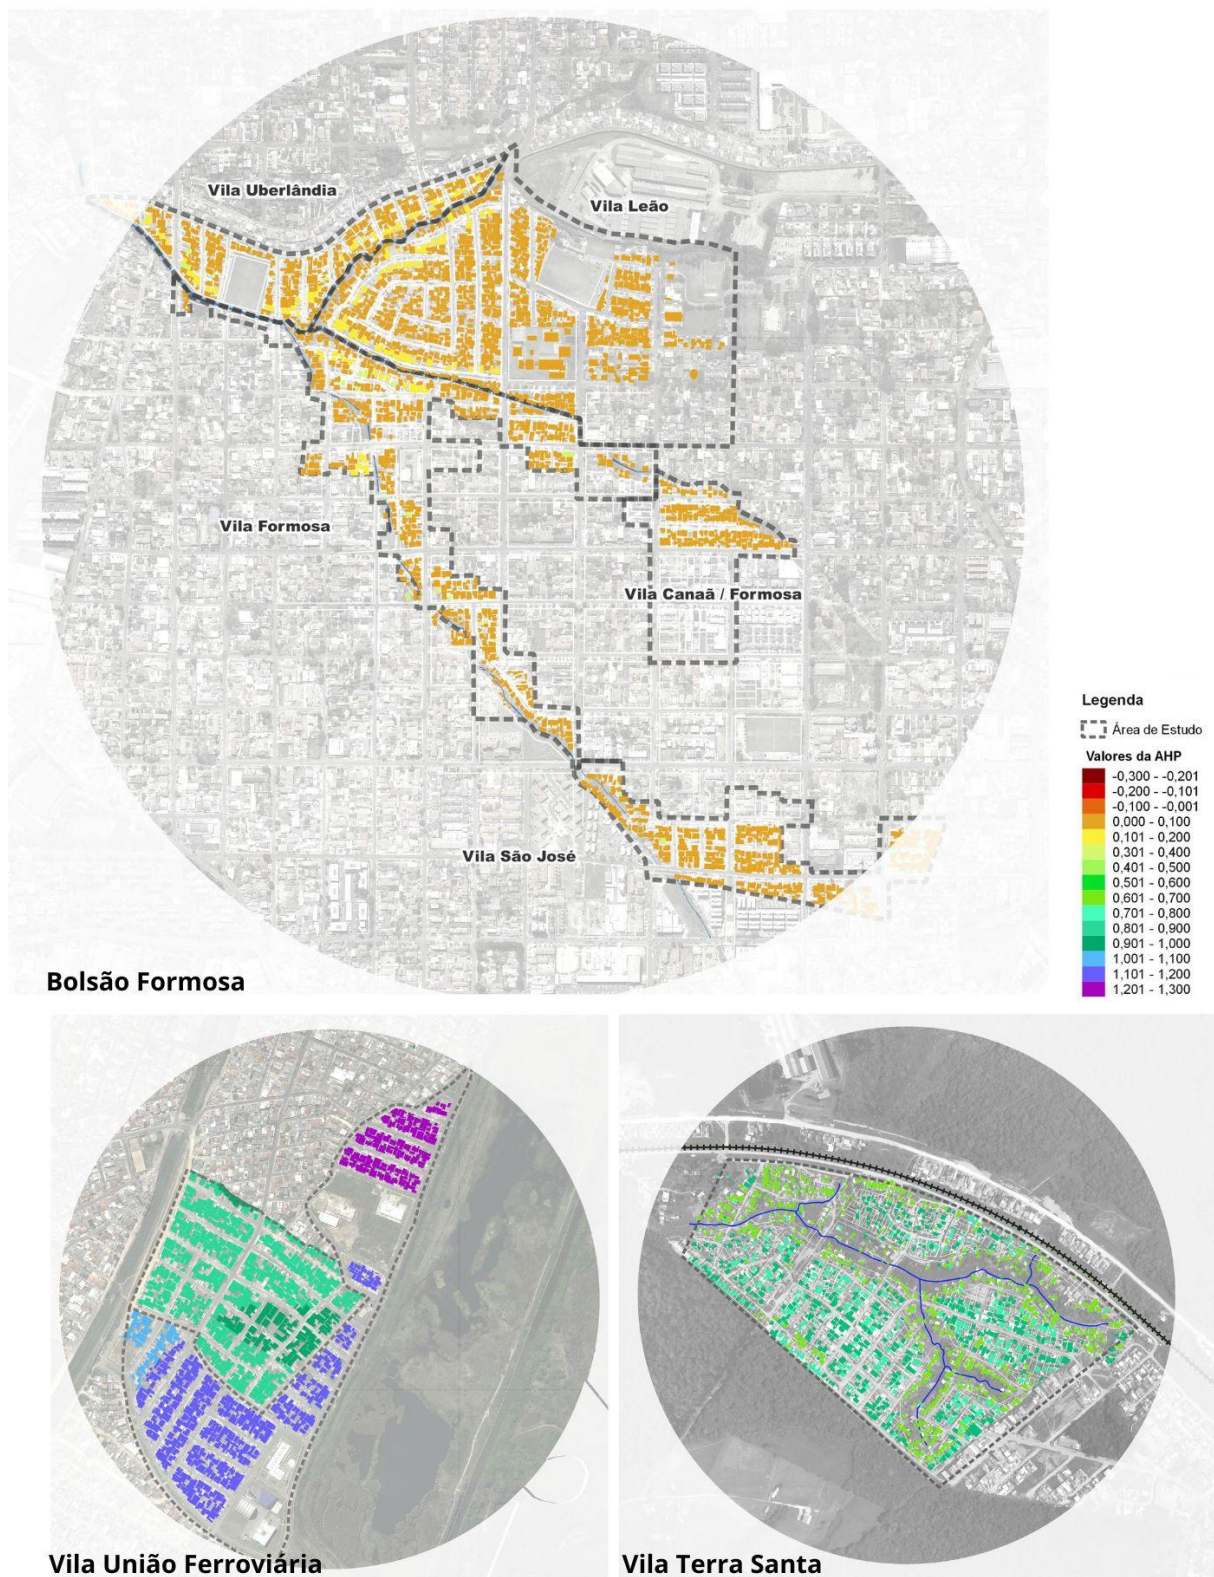 Vila Uberlândia
Vila Leão
Vila Formosa
Vila Canaã / Formosa
Vila São José
Bolsão Formosa
Legenda
Área de Estudo
Valores da AHP
-0,300 - -0,201
-0,200 - -0,101
-0,100 - -0,001
0,000 - 0,100
0,101 - 0,200
0,301 - 0,400
0,401 - 0,500
0,501 - 0,600
0,601 - 0,700
0,701 - 0,800
0,801 - 0,900
0,901 - 1,000
1,001 - 1,100
1,101 - 1,200
1,201 - 1,300
Vila União Ferroviária
Vila Terra Santa